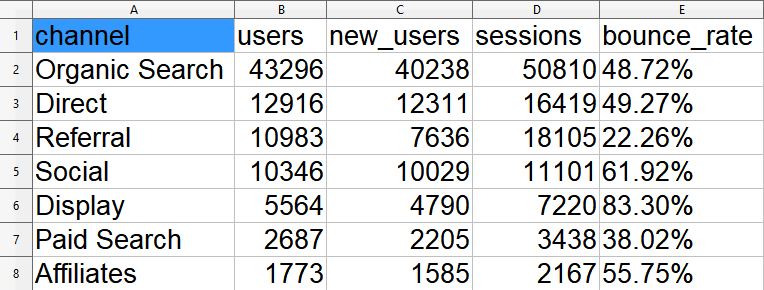 A B C D E
1 channel users new_users sessions bounce_rate
2 Organic Search 43296 40238 50810 48.72%
3 Direct 12916 12311 16419 49.27%
4 Referral 10983 7636 18105 22.26%
5 Social 10346 10029 11101 61.92%
6 Display 5564 4790 7220 83.30%
7 Paid Search 2687 2205 3438 38.02%
8 Affiliates 1773 1585 2167 55.75%